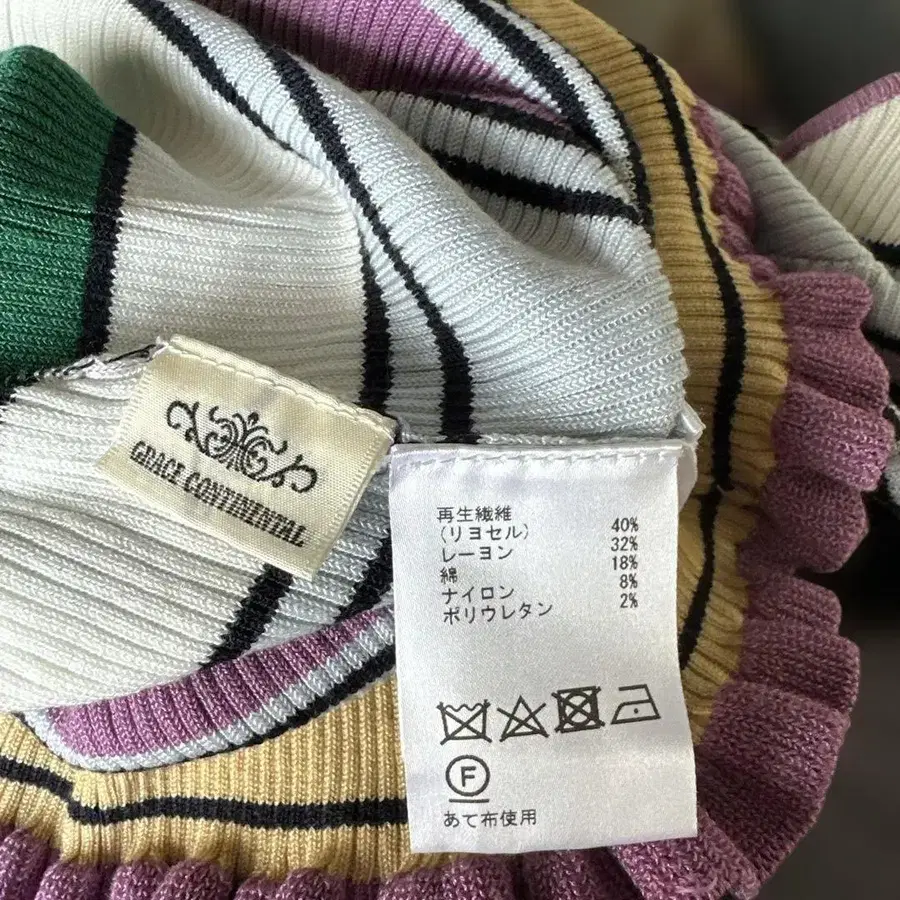 GRACE CONTINENTAL
再生繊維
(リヨセル) 40%
レーヨン 32%
綿 18%
ナイロン 8%
ポリウレタン 2%
F
あて布使用